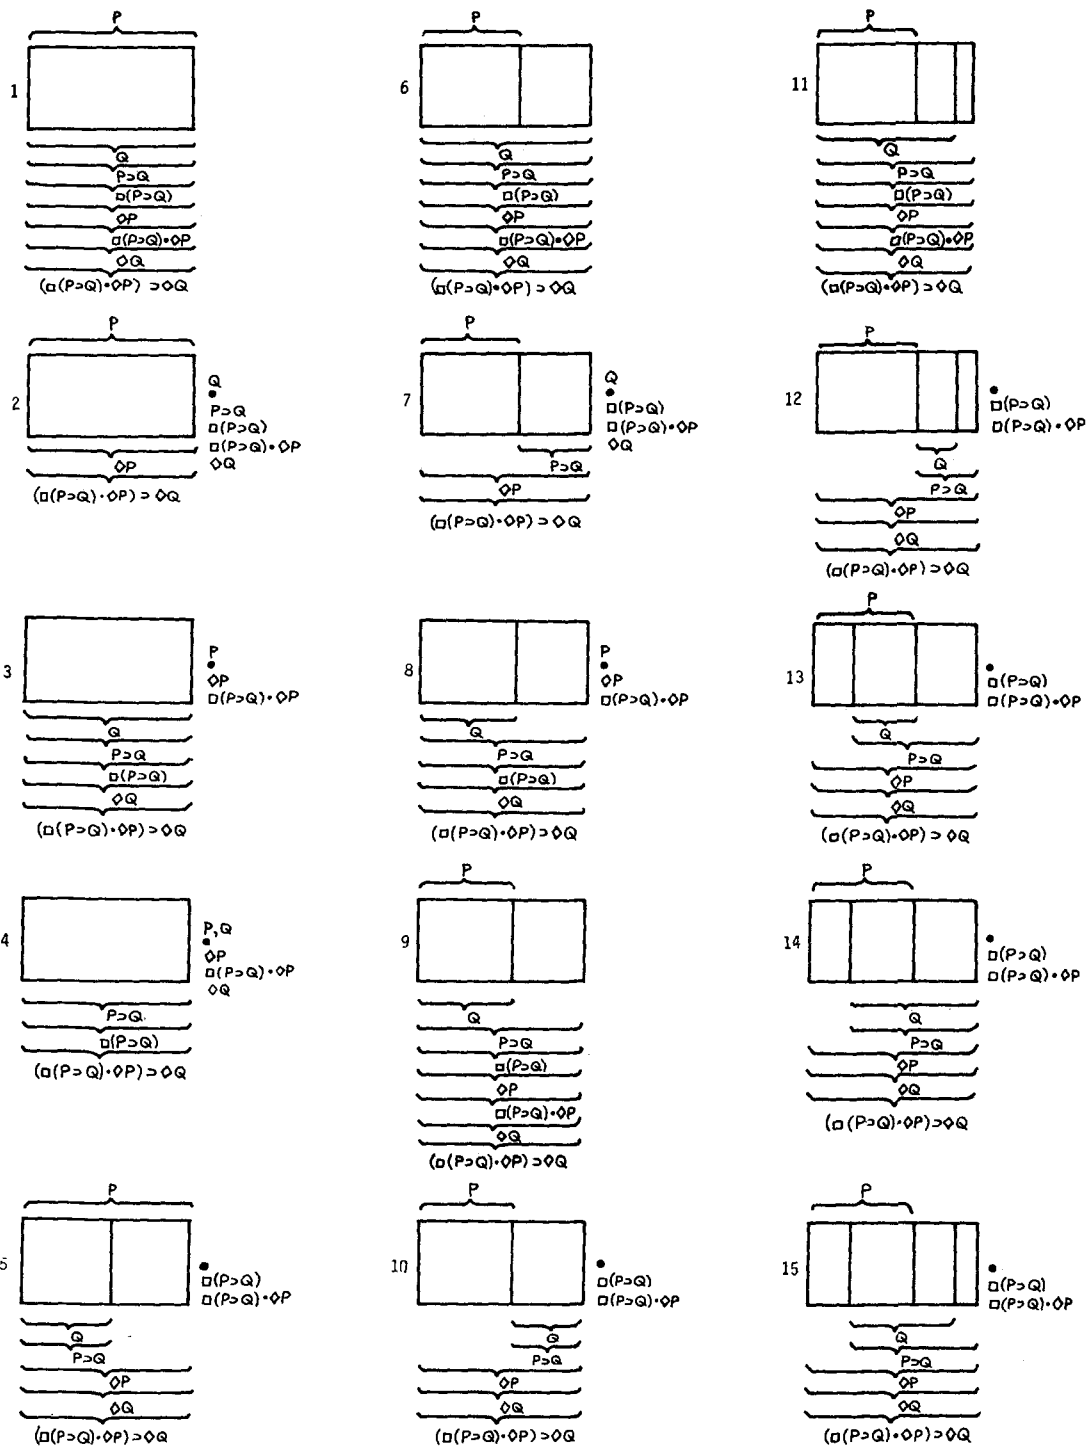 P
1
Q
P⊃Q
□(P⊃Q)
◇P
□(P⊃Q)•◇P
◇Q
(□(P⊃Q)•◇P) ⊃ ◇Q
P
2
Q
P⊃Q
□(P⊃Q)
□(P⊃Q)•◇P
◇Q
◇P
(□(P⊃Q)•◇P) ⊃ ◇Q
3
P
◇P
□(P⊃Q)•◇P
Q
P⊃Q
□(P⊃Q)
◇Q
(□(P⊃Q)•◇P) ⊃ ◇Q
4
P,Q
◇P
□(P⊃Q)•◇P
◇Q
P⊃Q
□(P⊃Q)
(□(P⊃Q)•◇P) ⊃ ◇Q
P
5
□(P⊃Q)
□(P⊃Q)•◇P
Q
P⊃Q
◇P
◇Q
(□(P⊃Q)•◇P) ⊃ ◇Q
P
6
Q
P⊃Q
□(P⊃Q)
◇P
□(P⊃Q)•◇P
◇Q
(□(P⊃Q)•◇P) ⊃ ◇Q
P
7
Q
□(P⊃Q)
□(P⊃Q)•◇P
◇Q
P⊃Q
◇P
(□(P⊃Q)•◇P) ⊃ ◇Q
8
P
◇P
□(P⊃Q)•◇P
Q
P⊃Q
□(P⊃Q)
◇Q
(□(P⊃Q)•◇P) ⊃ ◇Q
P
9
Q
P⊃Q
□(P⊃Q)
◇P
□(P⊃Q)•◇P
◇Q
(□(P⊃Q)•◇P) ⊃ ◇Q
P
10
□(P⊃Q)
□(P⊃Q)•◇P
Q
P⊃Q
◇P
◇Q
(□(P⊃Q)•◇P) ⊃ ◇Q
P
11
Q
P⊃Q
□(P⊃Q)
◇P
□(P⊃Q)•◇P
◇Q
(□(P⊃Q)•◇P) ⊃ ◇Q
P
12
□(P⊃Q)
□(P⊃Q)•◇P
Q
P⊃Q
◇P
◇Q
(□(P⊃Q)•◇P) ⊃ ◇Q
P
13
□(P⊃Q)
□(P⊃Q)•◇P
Q
P⊃Q
◇P
◇Q
(□(P⊃Q)•◇P) ⊃ ◇Q
P
14
□(P⊃Q)
□(P⊃Q)•◇P
Q
P⊃Q
◇P
◇Q
(□(P⊃Q)•◇P) ⊃ ◇Q
P
15
□(P⊃Q)
□(P⊃Q)•◇P
Q
P⊃Q
◇P
◇Q
(□(P⊃Q)•◇P) ⊃ ◇Q